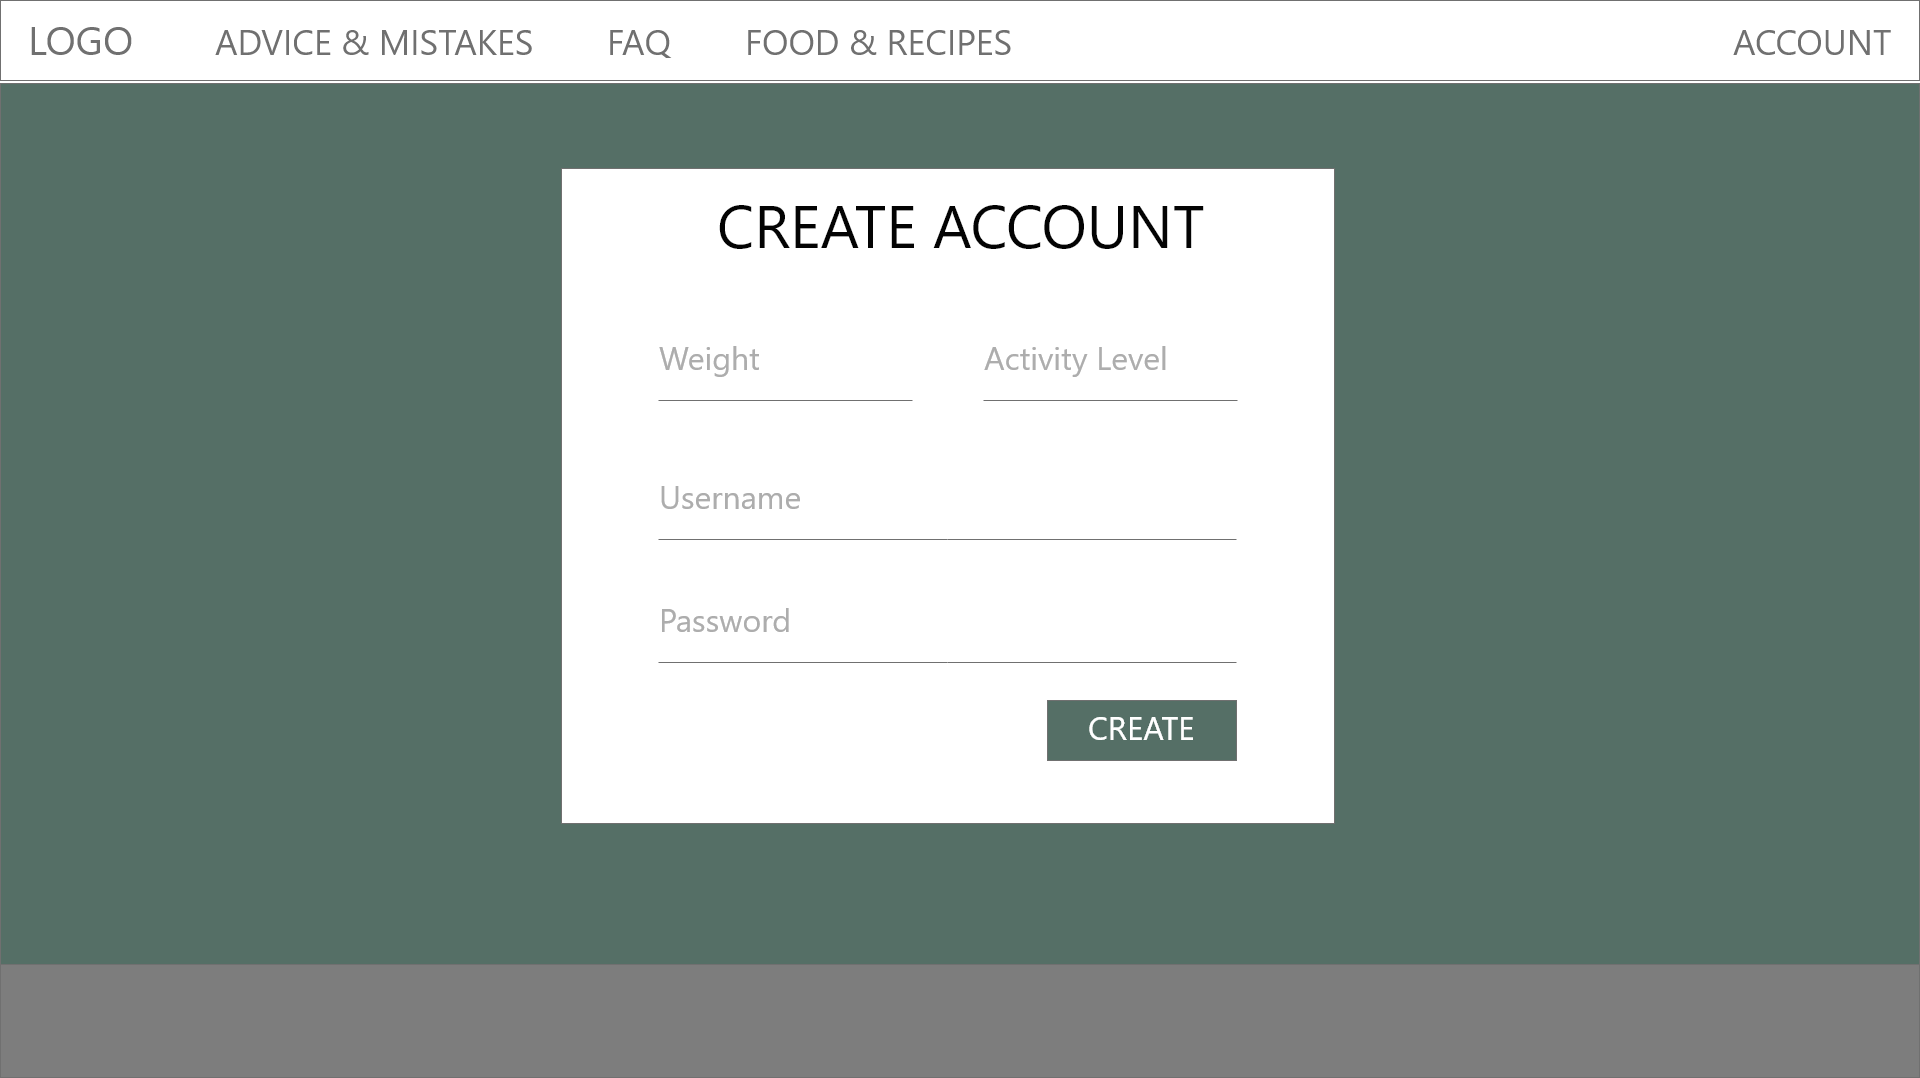 LOGO ADVICE & MISTAKES FAQ FOOD & RECIPES ACCOUNT
CREATE ACCOUNT
Weight Activity Level
Username
Password
CREATE